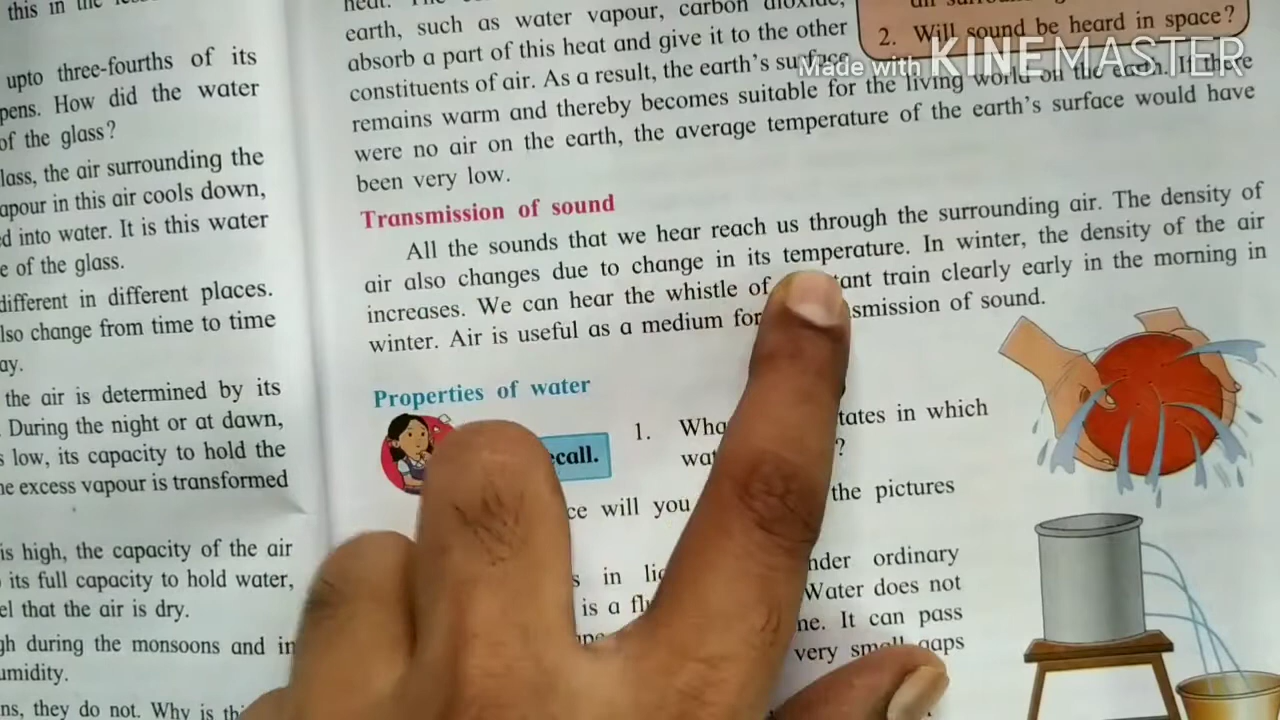 this in the
upto three-fourths of its
pens. How did the water
of the glass?
lass, the air surrounding the
apour in this air cools down,
d into water. It is this water
e of the glass.
different in different places.
lso change from time to time
ay.
the air is determined by its
. During the night or at dawn,
s low, its capacity to hold the
he excess vapour is transformed
is high, the capacity of the air
its full capacity to hold water,
el that the air is dry.
gh during the monsoons and in
umidity.
ns, they do not. Why is
heat.
earth, such as water vapour, carbon dioxide,
absorb a part of this heat and give it to the other
constituents of air. As a result, the earth's surface
remains warm and thereby becomes suitable for the living world on the earth. If there
were no air on the earth, the average temperature of the earth's surface would have
been very low.
2. Will sound be heard in space?
Made with KINEMASTER
Transmission of sound
All the sounds that we hear reach us through the surrounding air. The density of
air also changes due to change in its temperature. In winter, the density of the air
increases. We can hear the whistle of tant train clearly early in the morning in
winter. Air is useful as a medium for smission of sound.
Properties of water
call.
1. Wha tates in which
wat ?
ce will you the pictures
s in li nder ordinary
is a fl Water does not
ne. It can pass
very small gaps